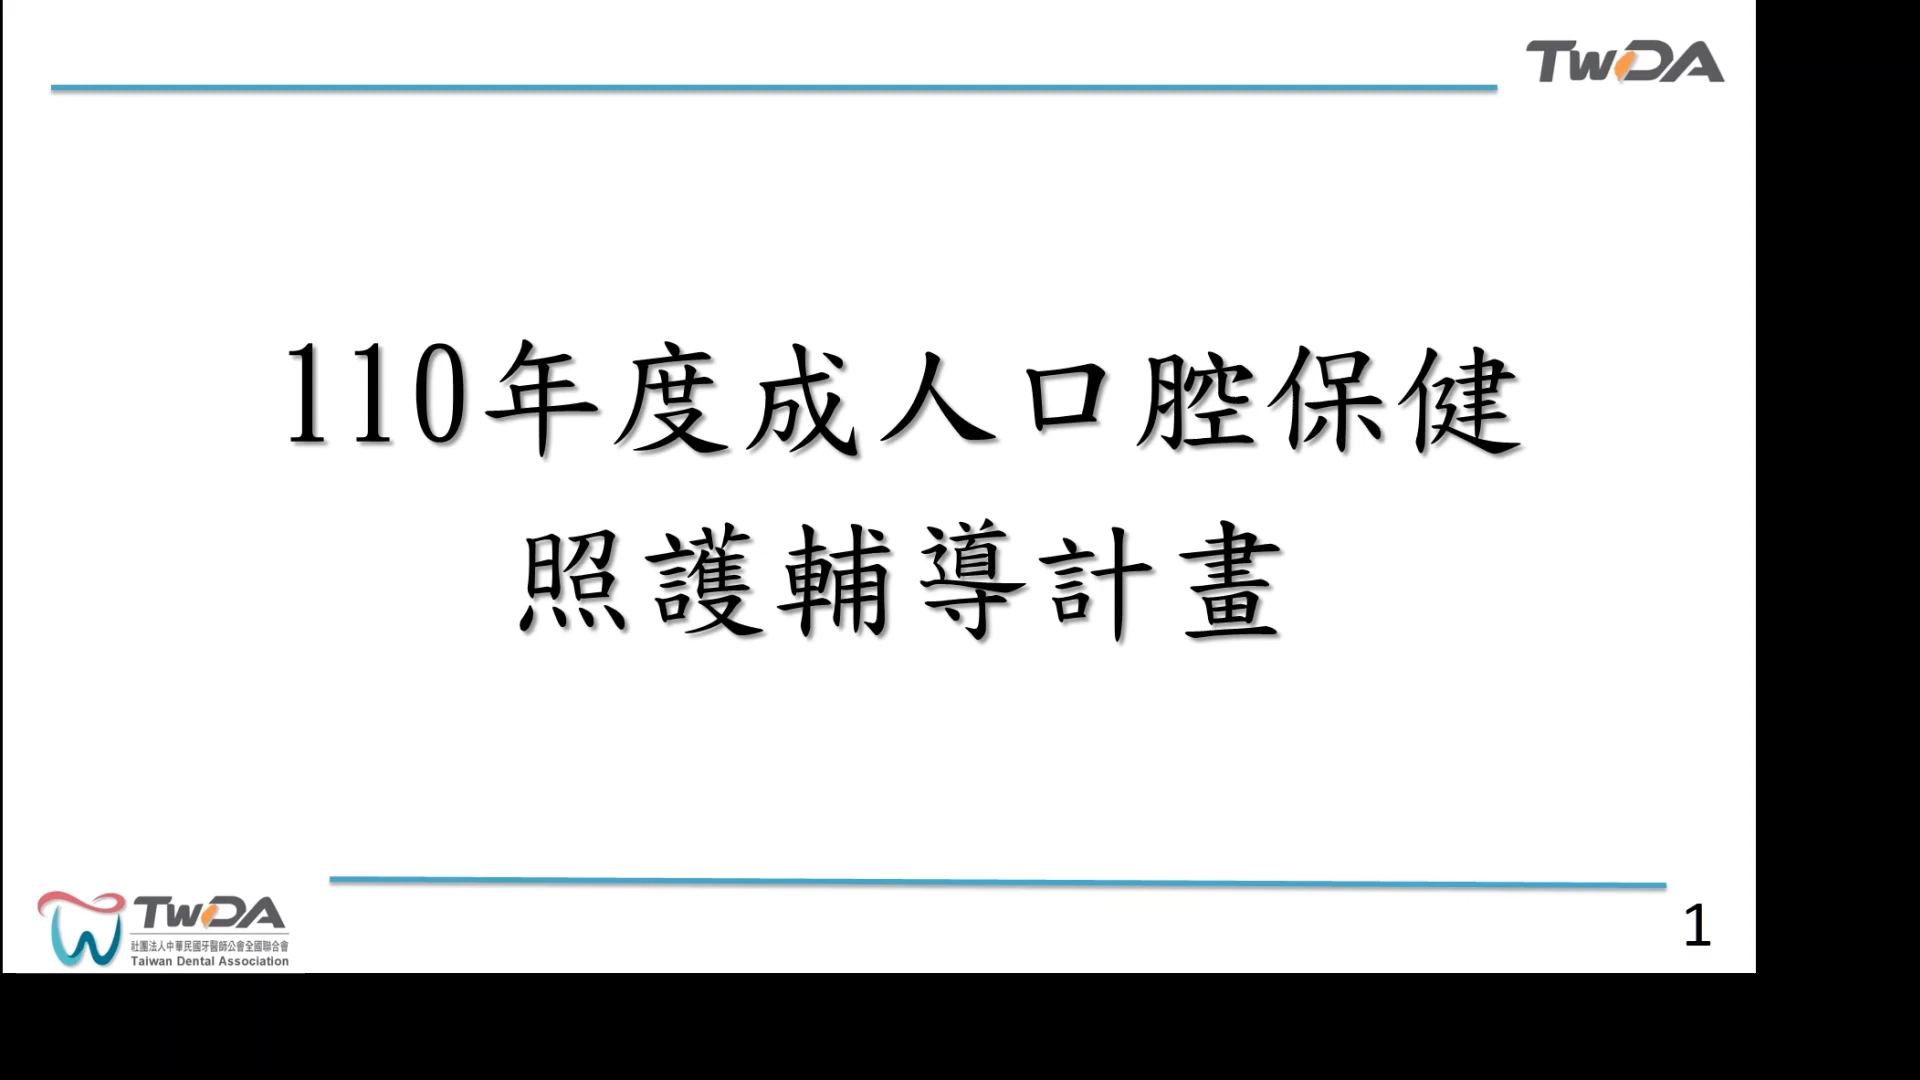 TWDA
110年度成人口腔保健
照護輔導計畫
TWDA
社團法人中華民國牙醫師公會全國聯合會
Taiwan Dental Association
1